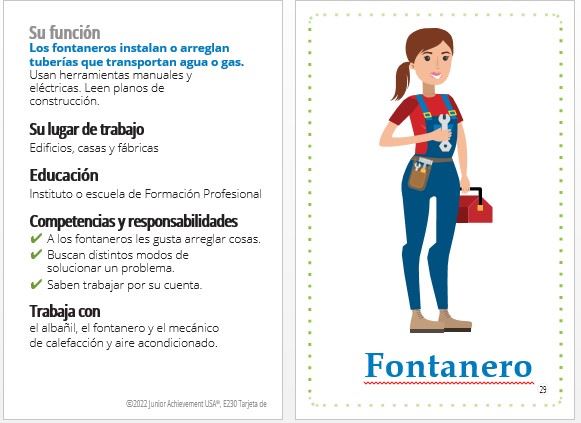 Su función
Los fontaneros instalan o arreglan
tuberías que transportan agua o gas.
Usan herramientas manuales y
eléctricas. Leen planos de
construcción.
Su lugar de trabajo
Edificios, casas y fábricas
Educación
Instituto o escuela de Formación Profesional
Competencias y responsabilidades
✔ A los fontaneros les gusta arreglar cosas.
✔ Buscan distintos modos de
solucionar un problema.
✔ Saben trabajar por su cuenta.
Trabaja con
el albañil, el fontanero y el mecánico
de calefacción y aire acondicionado.
©2022 Junior Achievement USA®, E230 Tarjeta de
Fontanero
29